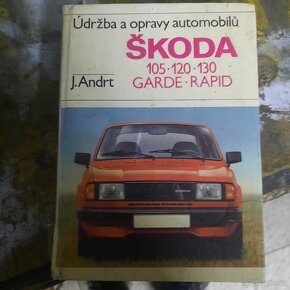 Údržba a opravy automobilů
ŠKODA
105·120·130
J.Andrt GARDE·RAPID